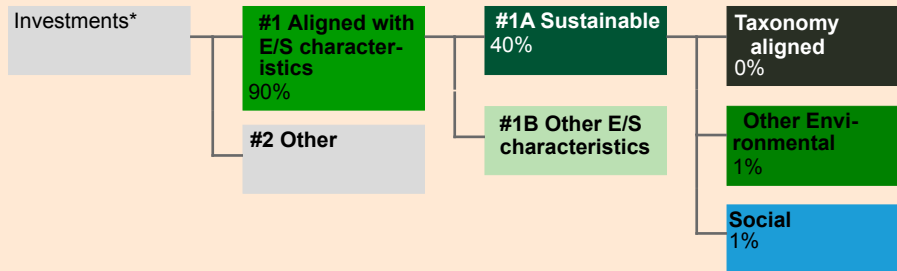 Investments*
#1 Aligned with
E/S character-
istics
90%
#2 Other
#1A Sustainable
40%
#1B Other E/S
characteristics
Taxonomy
aligned
0%
Other Envi-
ronmental
1%
Social
1%